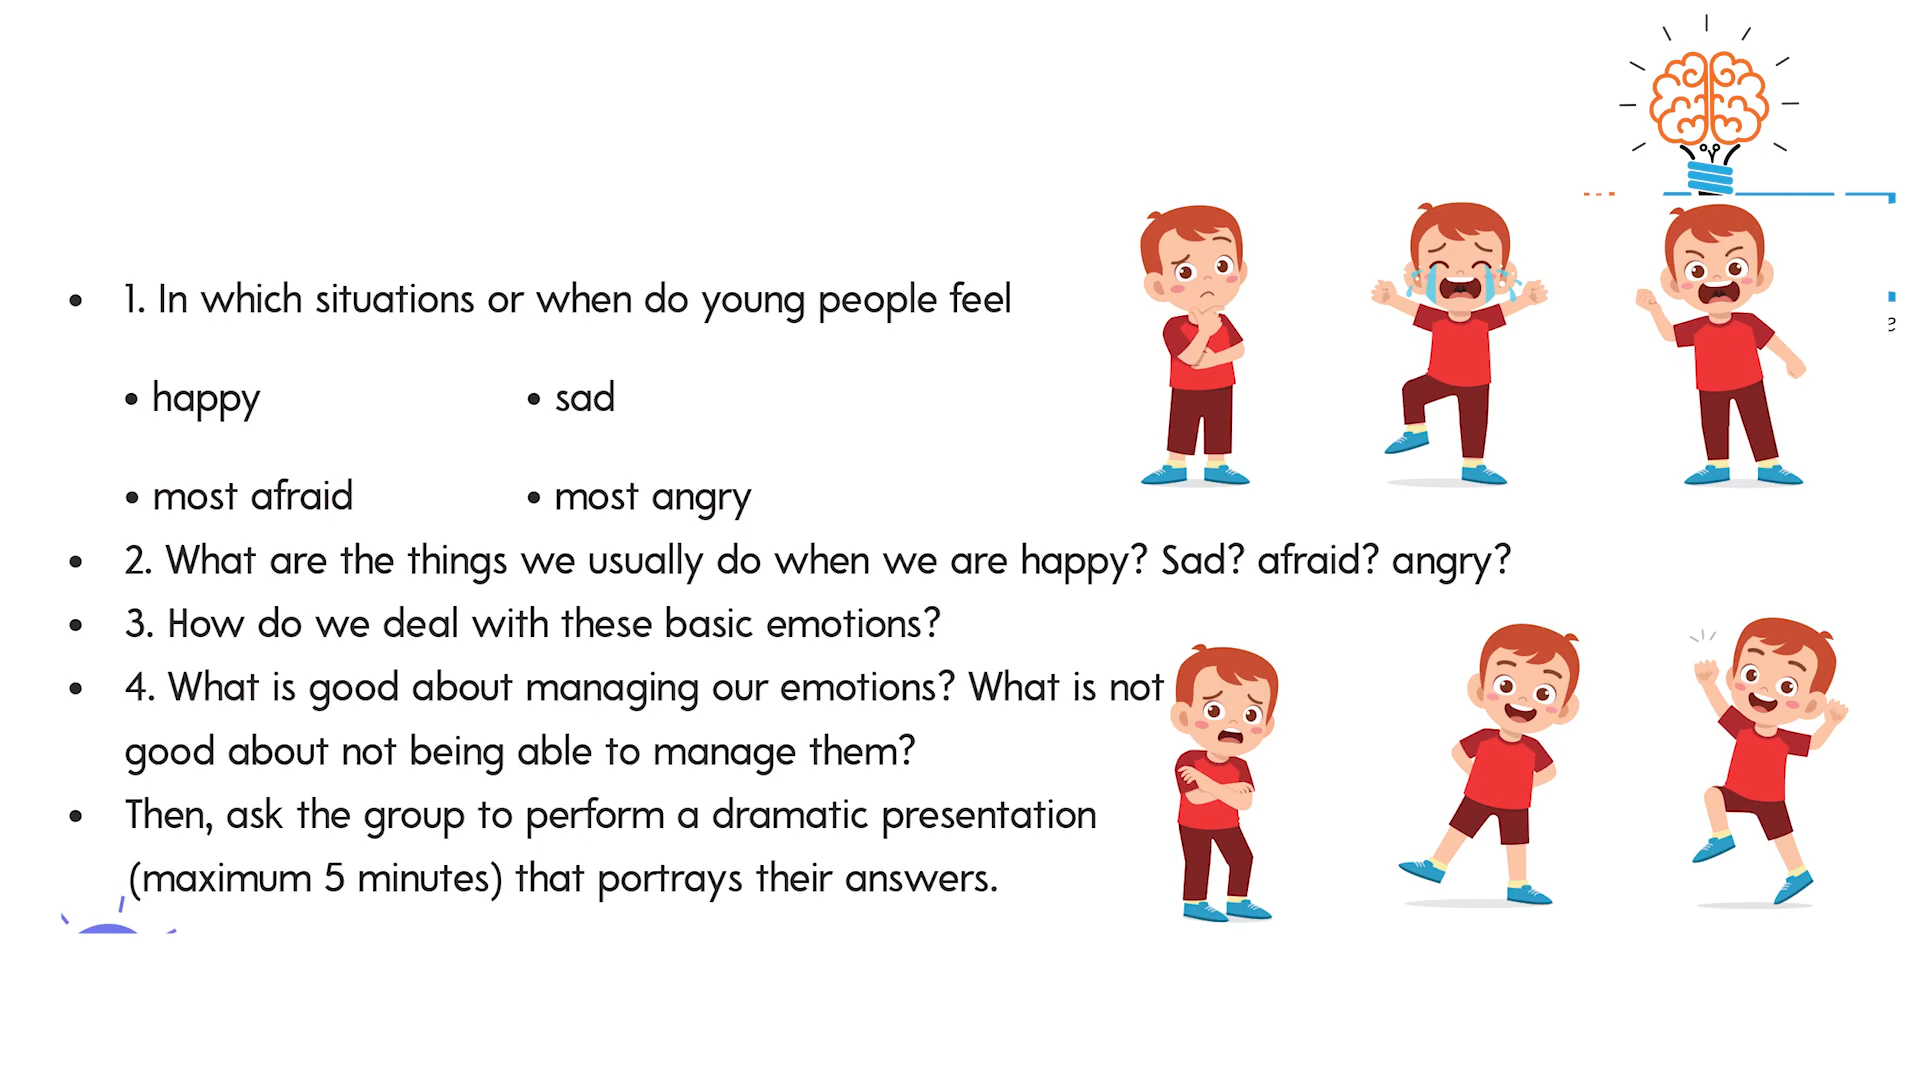 • 1. In which situations or when do young people feel
• happy • sad
• most afraid • most angry
• 2. What are the things we usually do when we are happy? Sad? afraid? angry?
• 3. How do we deal with these basic emotions?
• 4. What is good about managing our emotions? What is not
good about not being able to manage them?
• Then, ask the group to perform a dramatic presentation
(maximum 5 minutes) that portrays their answers.